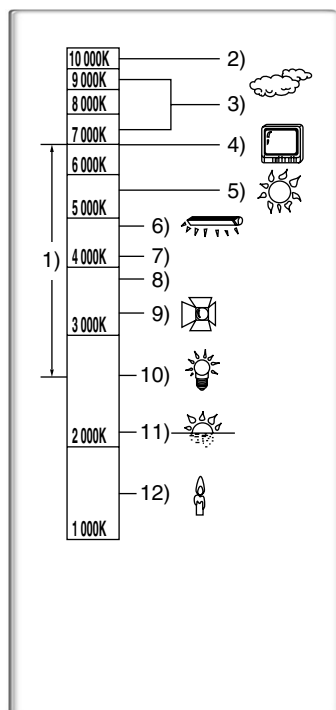 10 000K
2)
9 000K
8 000K
3)
7 000K
4)
6 000K
5)
5 000K
6)
1)
4 000K
7)
8)
9)
3 000K
10)
2 000K
11)
12)
1 000K